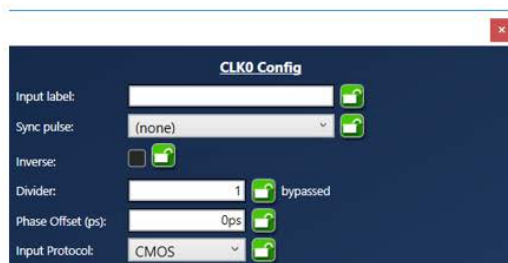 CLK0 Config
Input label:
Sync pulse: (none)
Inverse:
Divider: 1 bypassed
Phase Offset (ps): 0ps
Input Protocol: CMOS